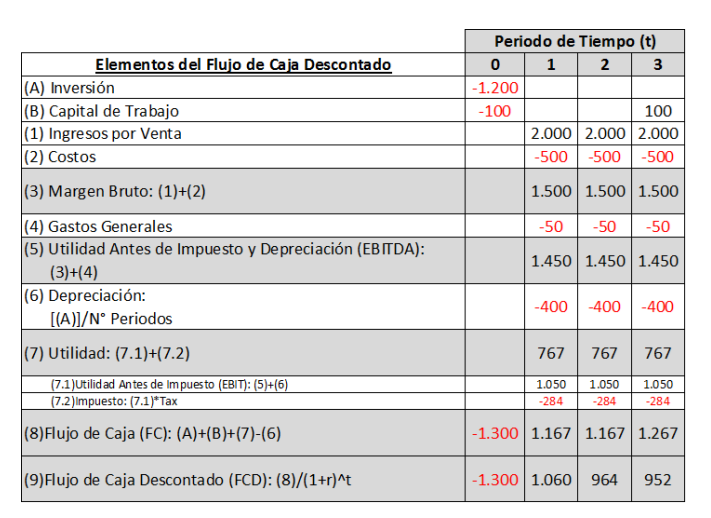 Periodo de Tiempo (t)
Elementos del Flujo de Caja Descontado 0 1 2 3
(A) Inversión -1.200
(B) Capital de Trabajo -100 100
(1) Ingresos por Venta 2.000 2.000 2.000
(2) Costos -500 -500 -500
(3) Margen Bruto: (1)+(2) 1.500 1.500 1.500
(4) Gastos Generales -50 -50 -50
(5) Utilidad Antes de Impuesto y Depreciación (EBITDA):
(3)+(4) 1.450 1.450 1.450
(6) Depreciación:
[(A)]/N° Periodos -400 -400 -400
(7) Utilidad: (7.1)+(7.2) 767 767 767
(7.1)Utilidad Antes de Impuesto (EBIT): (5)+(6) 1.050 1.050 1.050
(7.2)Impuesto: (7.1)*Tax -284 -284 -284
(8)Flujo de Caja (FC): (A)+(B)+(7)-(6) -1.300 1.167 1.167 1.267
(9)Flujo de Caja Descontado (FCD): (8)/(1+r)^t -1.300 1.060 964 952